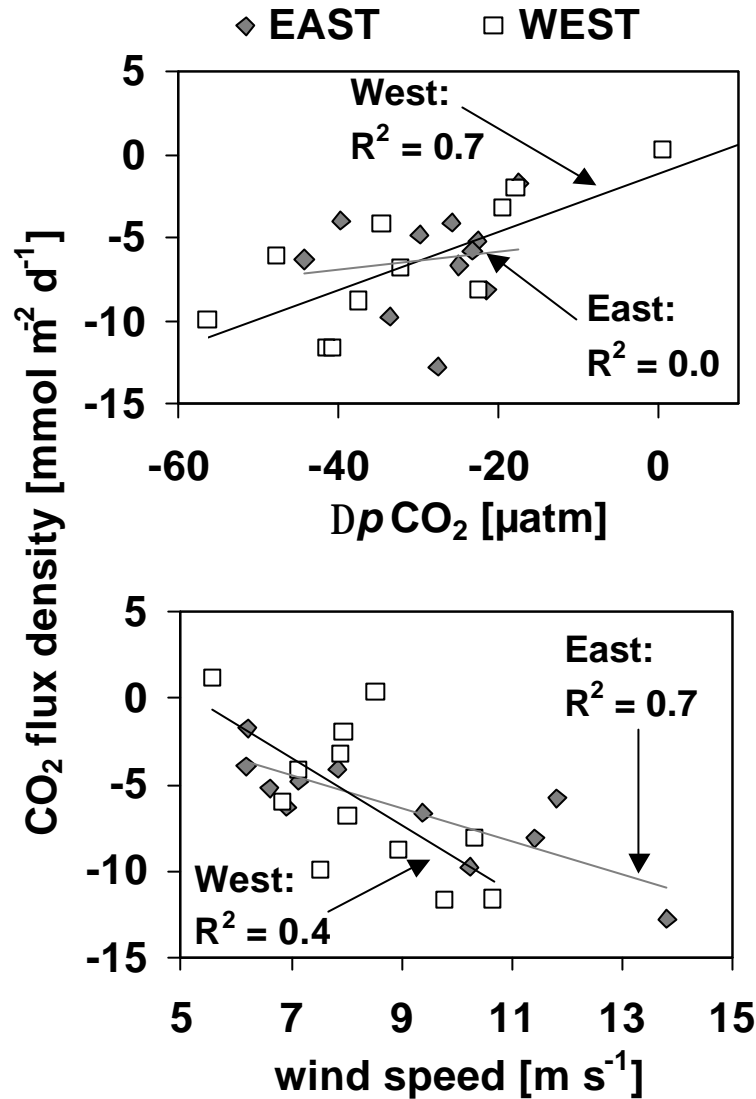 EAST WEST
CO₂ flux density [mmol m⁻² d⁻¹]
5
0
-5
-10
-15
West:
R² = 0.7
East:
R² = 0.0
-60 -40 -20 0
Dp CO₂ [µatm]
5
0
-5
-10
-15
East:
R² = 0.7
West:
R² = 0.4
5 7 9 11 13 15
wind speed [m s⁻¹]